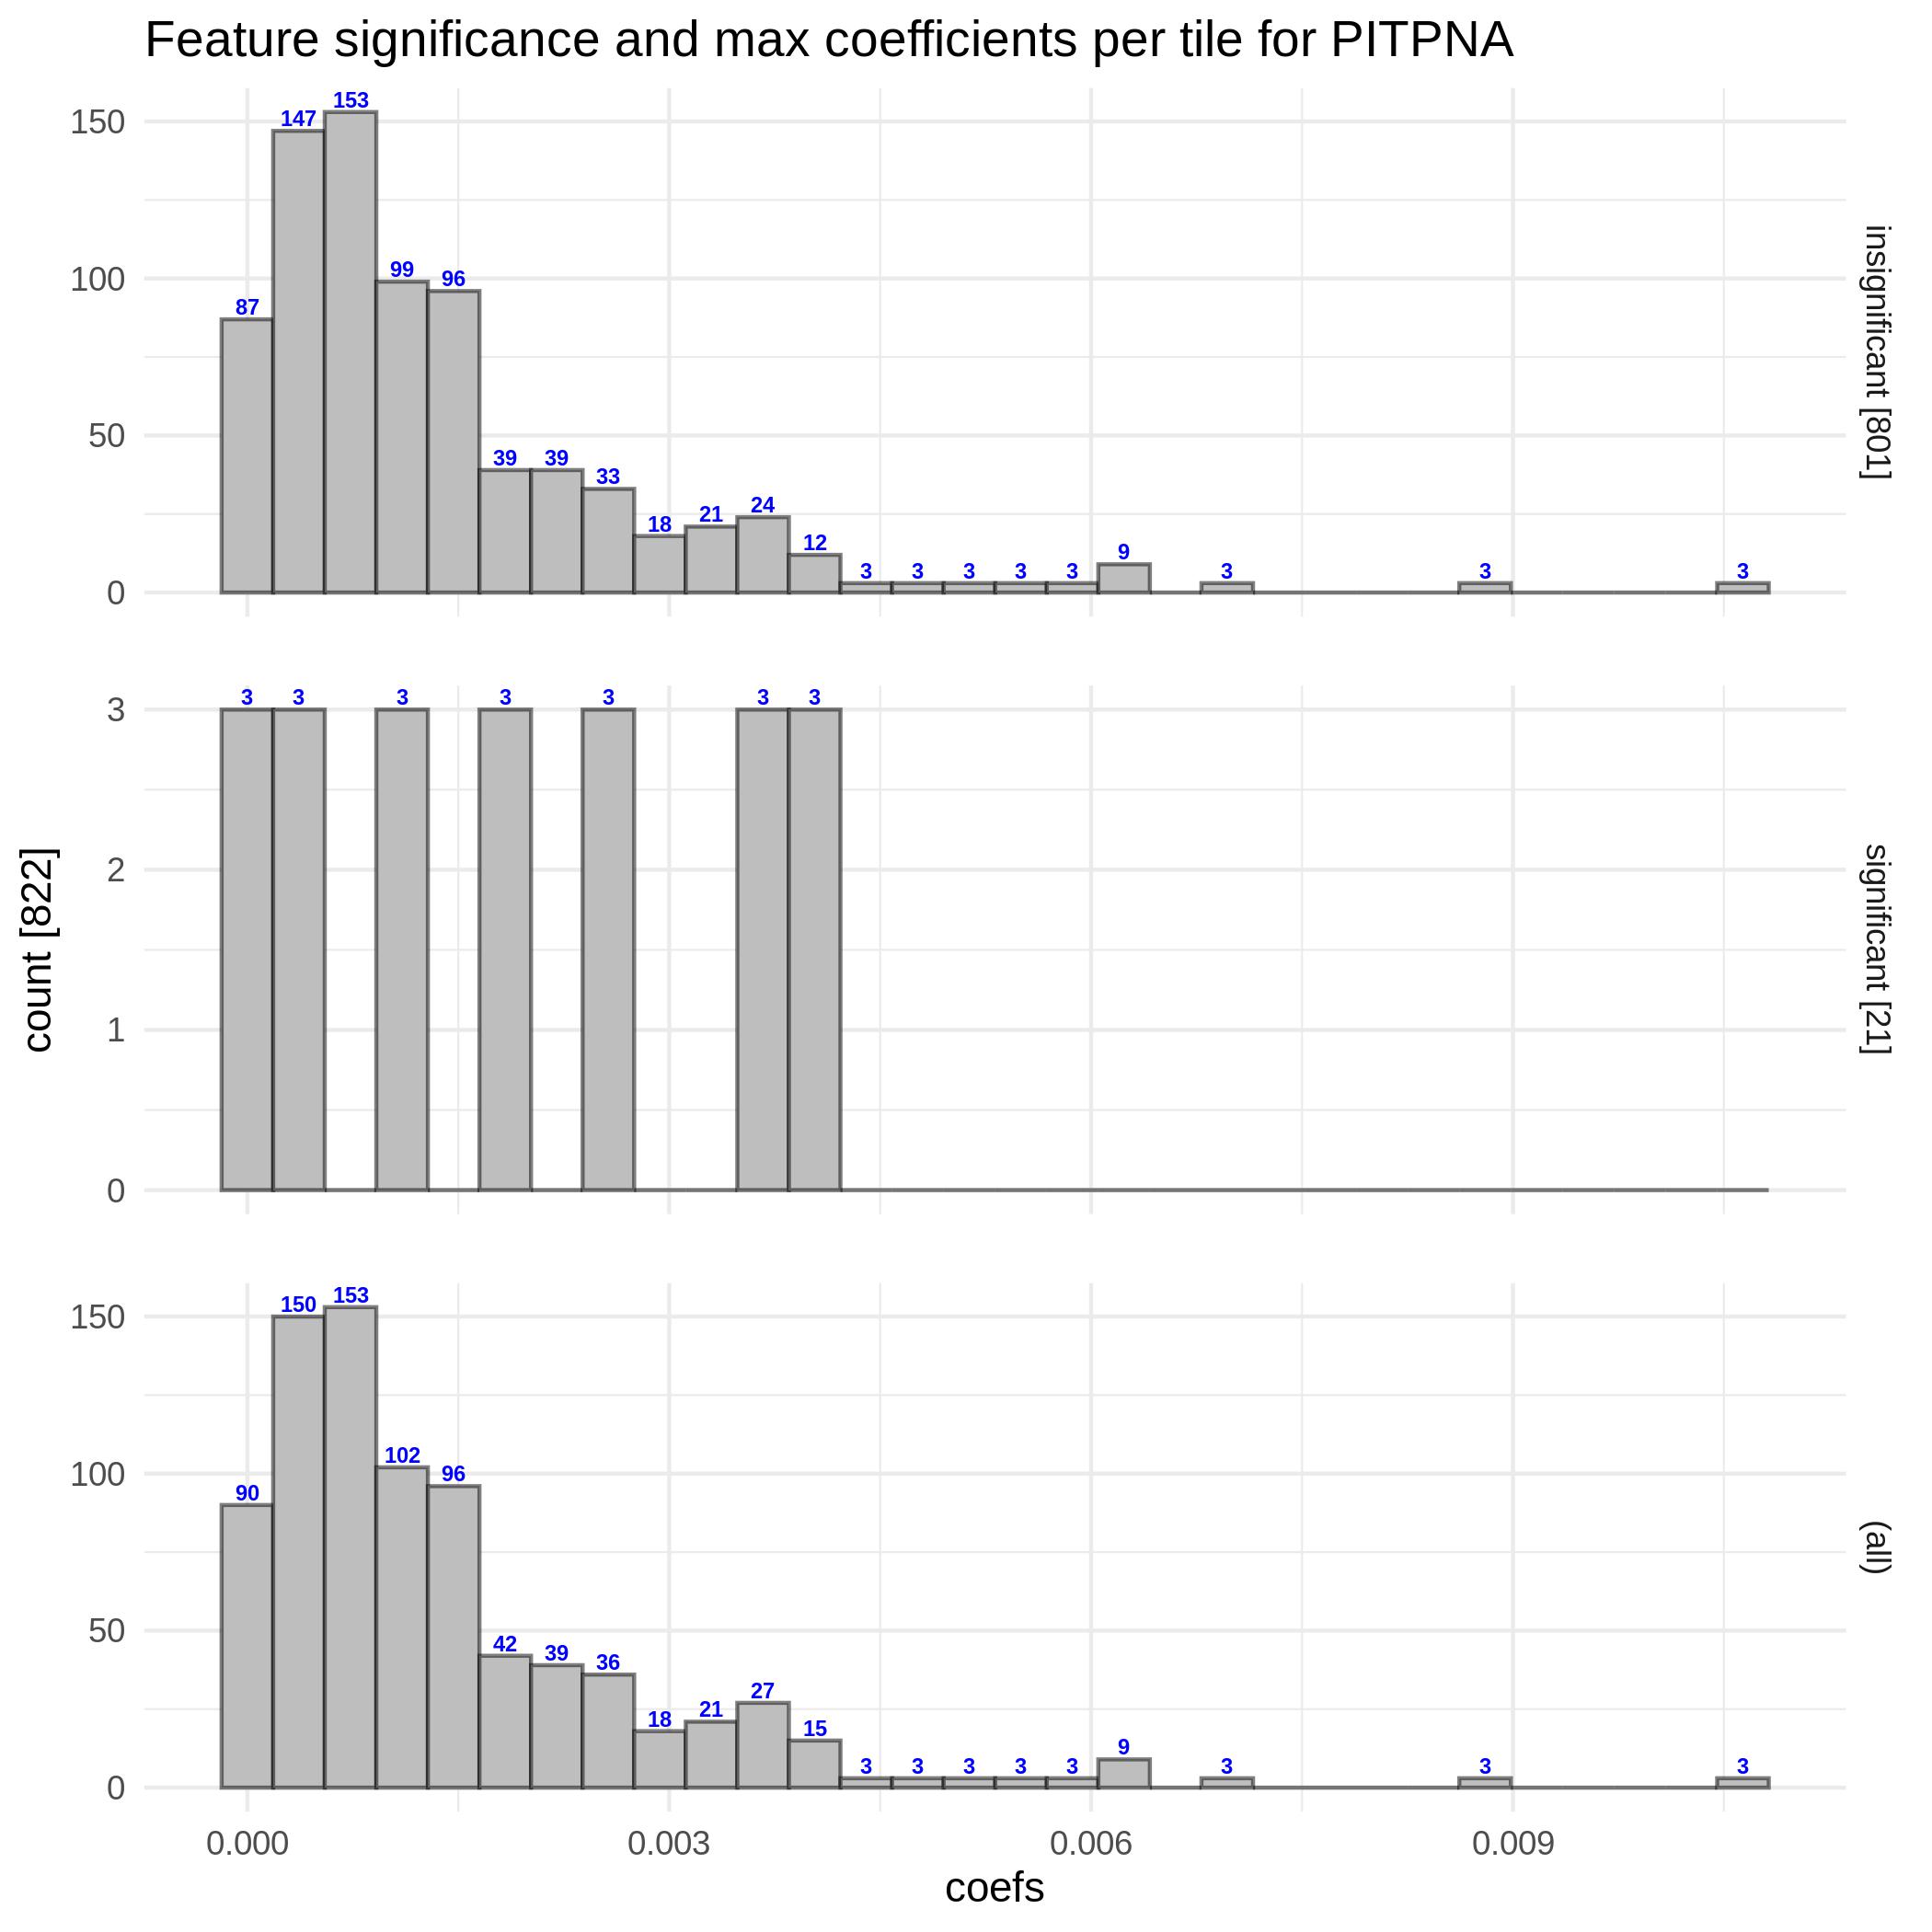 Feature significance and max coefficients per tile for PITPNA
150
100
50
0
87 147 153 99 96 39 39 33 18 21 24 12 3 3 3 3 3 9 3 3 3
insignificant [801]
3
2
1
0
3 3 3 3 3 3 3
significant [21]
count [822]
150
100
50
0
90 150 153 102 96 42 39 36 18 21 27 15 3 3 3 3 3 9 3 3 3
(all)
0.000 0.003 0.006 0.009
coefs